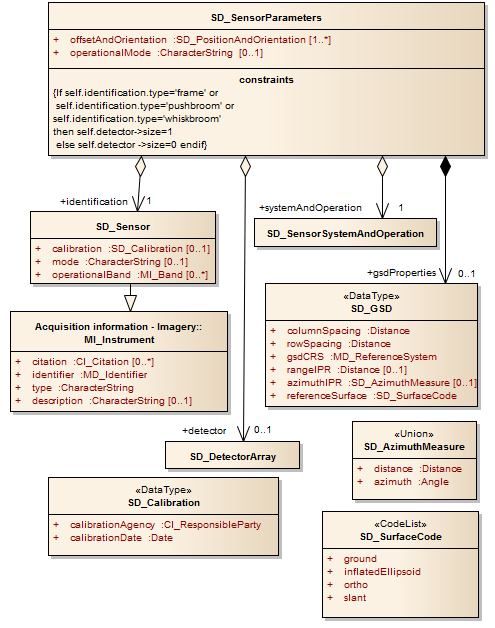 SD_SensorParameters
+ offsetAndOrientation :SD_PositionAndOrientation [1..*]
+ operationalMode :CharacterString [0..1]
constraints
{If self.identification.type='frame' or
self.identification.type='pushbroom' or
self.identification.type='whiskbroom'
then self.detector->size=1
else self.detector ->size=0 endif}
+identification 1
+systemAndOperation 1
SD_Sensor
+ calibration :SD_Calibration [0..1]
+ mode :CharacterString [0..1]
+ operationalBand :MI_Band [0..*]
SD_SensorSystemAndOperation
+gsdProperties 0..1
«DataType»
SD_GSD
+ columnSpacing :Distance
+ rowSpacing :Distance
+ gsdCRS :MD_ReferenceSystem
+ rangeIPR :Distance [0..1]
+ azimuthIPR :SD_AzimuthMeasure [0..1]
+ referenceSurface :SD_SurfaceCode
Acquisition information - Imagery::
MI_Instrument
+ citation :CI_Citation [0..*]
+ identifier :MD_Identifier
+ type :CharacterString
+ description :CharacterString [0..1]
+detector 0..1
SD_DetectorArray
«Union»
SD_AzimuthMeasure
+ distance :Distance
+ azimuth :Angle
«DataType»
SD_Calibration
+ calibrationAgency :CI_ResponsibleParty
+ calibrationDate :Date
«CodeList»
SD_SurfaceCode
+ ground
+ inflatedEllipsoid
+ ortho
+ slant